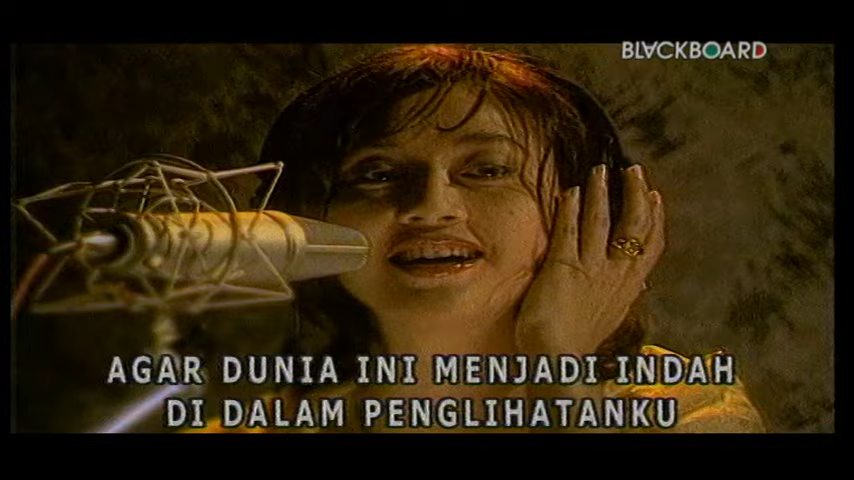 BLACKBOARD
AGAR DUNIA INI MENJADI INDAH
DI DALAM PENGLIHATANKU